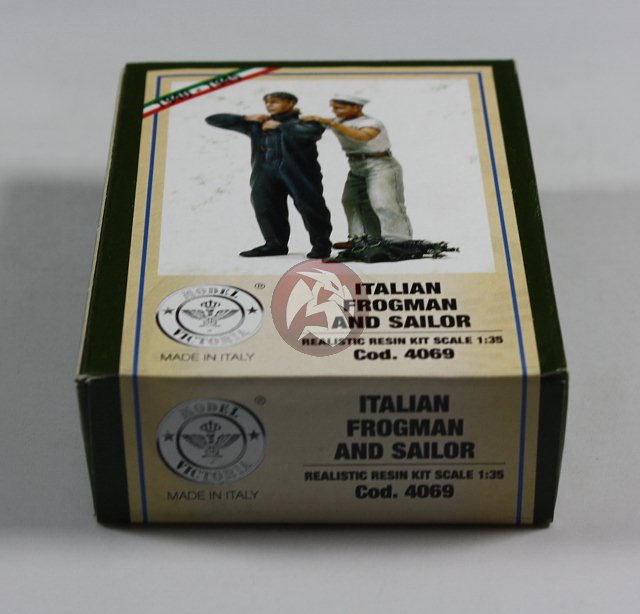 MODEL
VICTORIA
®
MADE IN ITALY
ITALIAN
FROGMAN
AND SAILOR
REALISTIC RESIN KIT SCALE 1:35
Cod. 4069
MODEL
VICTORIA
®
MADE IN ITALY
ITALIAN
FROGMAN
AND SAILOR
REALISTIC RESIN KIT SCALE 1:35
Cod. 4069